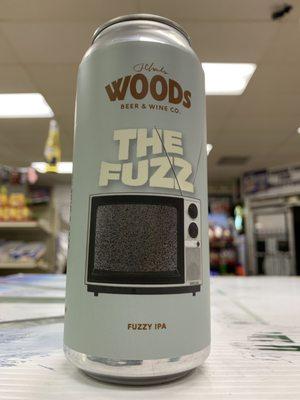 WOODS
BEER & WINE CO.
THE
FUZZ
FUZZY IPA